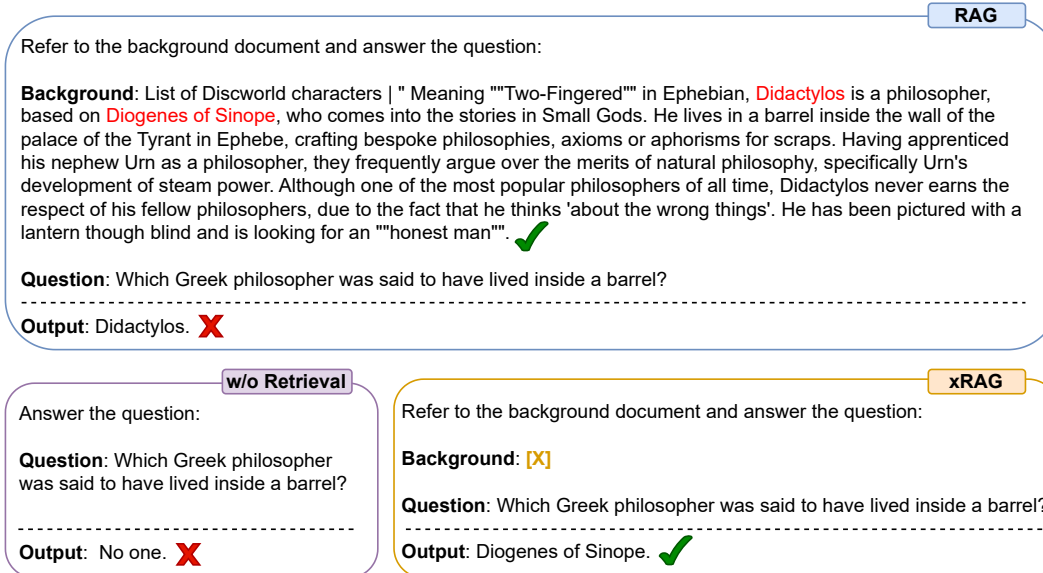 RAG
Refer to the background document and answer the question:
Background: List of Discworld characters | " Meaning ""Two-Fingered"" in Ephebian, Didactylos is a philosopher,
based on Diogenes of Sinope, who comes into the stories in Small Gods. He lives in a barrel inside the wall of the
palace of the Tyrant in Ephebe, crafting bespoke philosophies, axioms or aphorisms for scraps. Having apprenticed
his nephew Urn as a philosopher, they frequently argue over the merits of natural philosophy, specifically Urn's
development of steam power. Although one of the most popular philosophers of all time, Didactylos never earns the
respect of his fellow philosophers, due to the fact that he thinks 'about the wrong things'. He has been pictured with a
lantern though blind and is looking for an ""honest man"".
Question: Which Greek philosopher was said to have lived inside a barrel?
Output: Didactylos.
w/o Retrieval
Answer the question:
Question: Which Greek philosopher
was said to have lived inside a barrel?
Output: No one.
xRAG
Refer to the background document and answer the question:
Background: [X]
Question: Which Greek philosopher was said to have lived inside a barrel?
Output: Diogenes of Sinope.